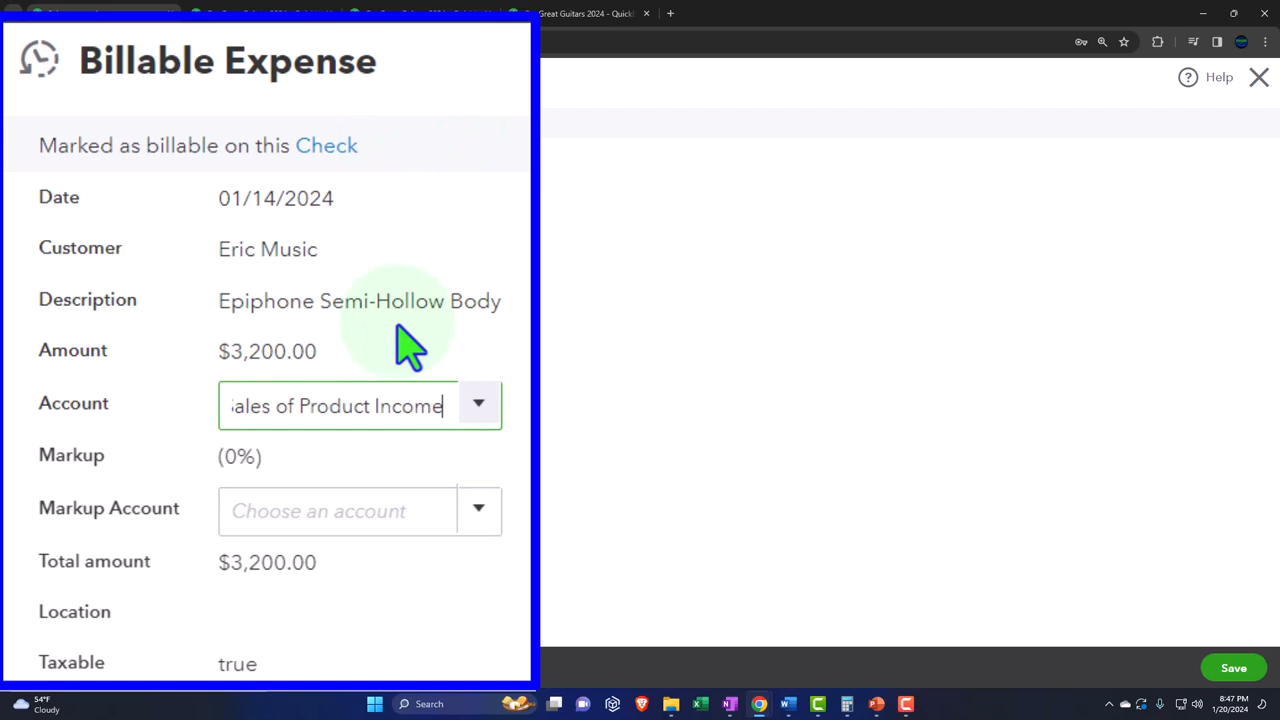 Great Guitars 2024 - Quick
Help
Billable Expense
Marked as billable on this Check
Date 01/14/2024
Customer Eric Music
Description Epiphone Semi-Hollow Body
Amount $3,200.00
Account Sales of Product Income
Markup (0%)
Markup Account Choose an account
Total amount $3,200.00
Location
Taxable true
Save
54°F
Cloudy
Search
8:47 PM
1/20/2024